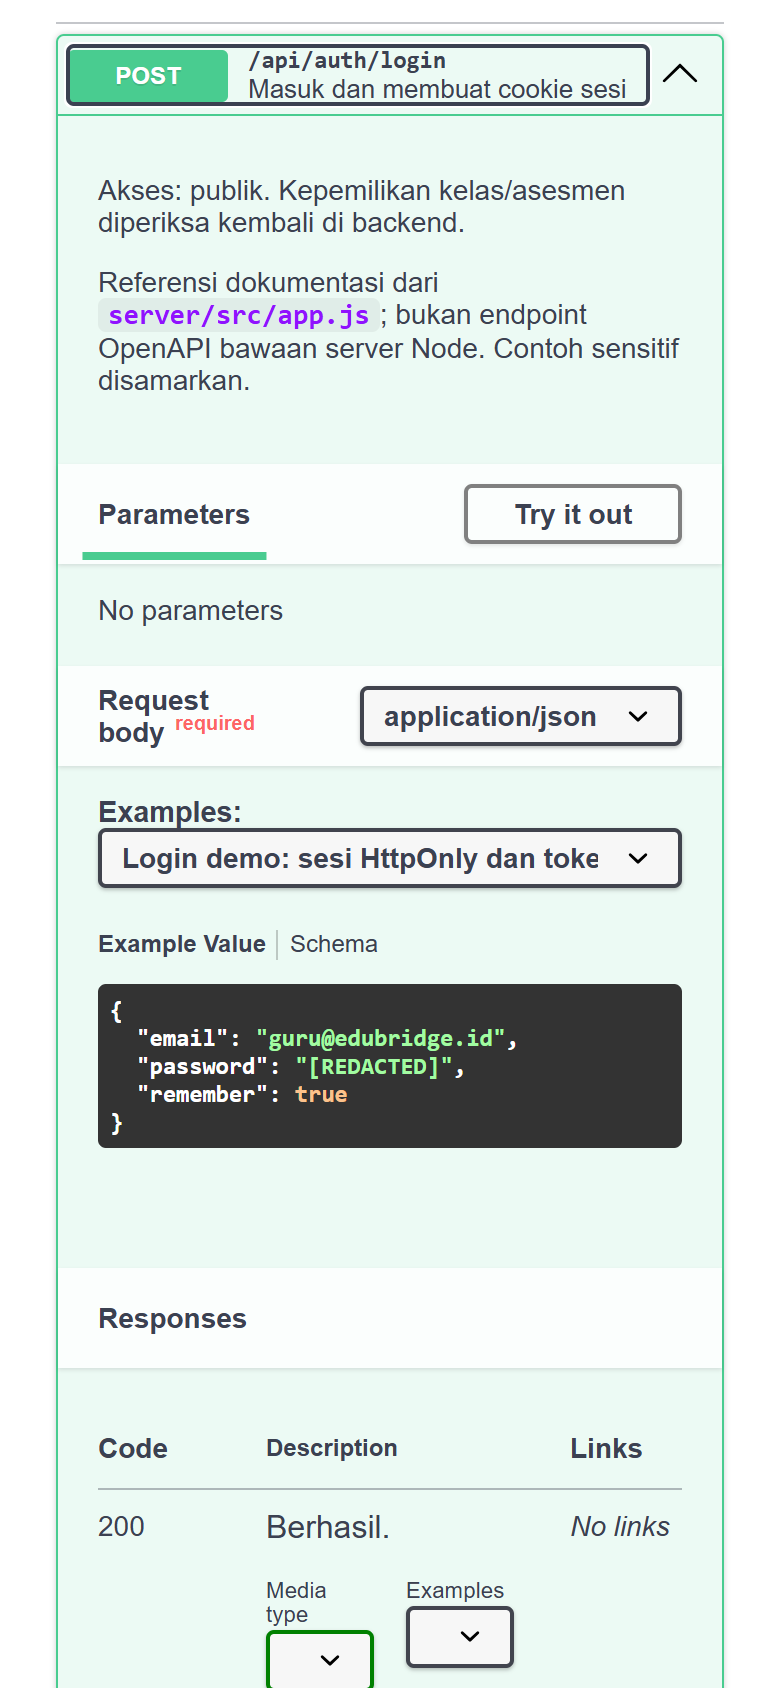 POST
/api/auth/login
Masuk dan membuat cookie sesi
Akses: publik. Kepemilikan kelas/asesmen
diperiksa kembali di backend.
Referensi dokumentasi dari
server/src/app.js; bukan endpoint
OpenAPI bawaan server Node. Contoh sensitif
disamarkan.
Parameters
Try it out
No parameters
Request
body required
application/json
Examples:
Login demo: sesi HttpOnly dan toke
Example Value
Schema
{
  "email": "guru@edubridge.id",
  "password": "[REDACTED]",
  "remember": true
}
Responses
Code Description Links
200 Berhasil. No links
Media
type
Examples